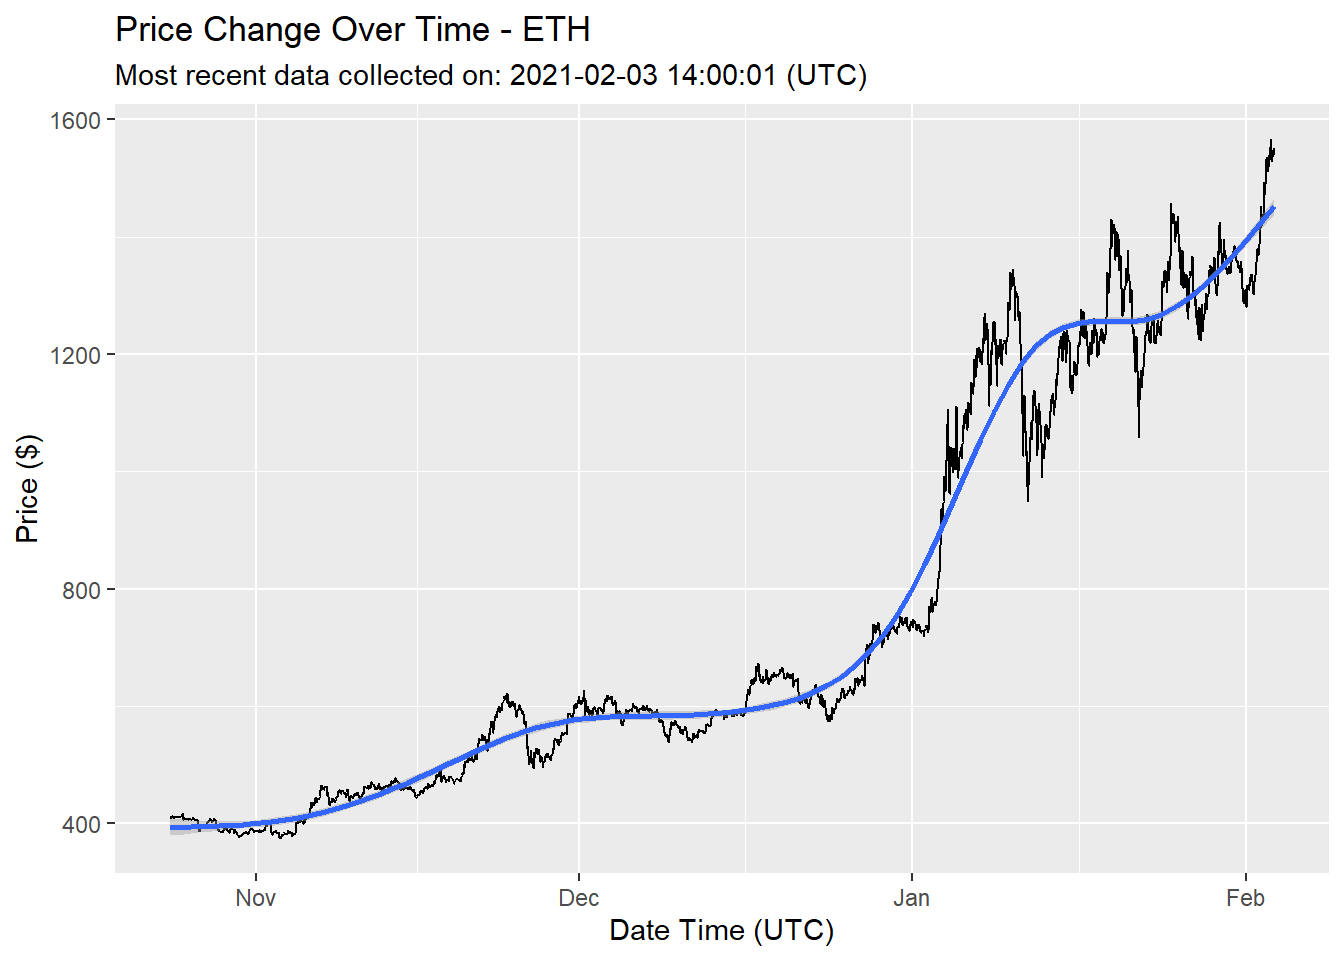 Price Change Over Time - ETH
Most recent data collected on: 2021-02-03 14:00:01 (UTC)
1600
1200
800
400
Price ($)
Nov
Dec
Jan
Feb
Date Time (UTC)